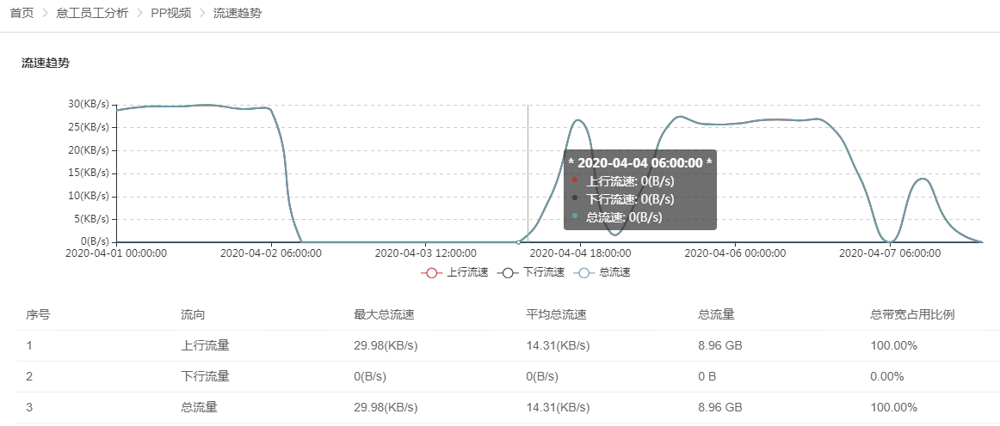 首页 > 怠工员工分析 > PP视频 > 流速趋势
流速趋势
30(KB/s)
25(KB/s)
20(KB/s)
15(KB/s)
10(KB/s)
5(KB/s)
0(B/s)
* 2020-04-04 06:00:00 *
上行流速: 0(B/s)
下行流速: 0(B/s)
总流速: 0(B/s)
2020-04-01 00:00:00 2020-04-02 06:00:00 2020-04-03 12:00:00 2020-04-04 18:00:00 2020-04-06 00:00:00 2020-04-07 06:00:00
上行流速 下行流速 总流速
序号 流向 最大总流速 平均总流速 总流量 总带宽占用比例
1 上行流量 29.98(KB/s) 14.31(KB/s) 8.96 GB 100.00%
2 下行流量 0(B/s) 0(B/s) 0 B 0.00%
3 总流量 29.98(KB/s) 14.31(KB/s) 8.96 GB 100.00%